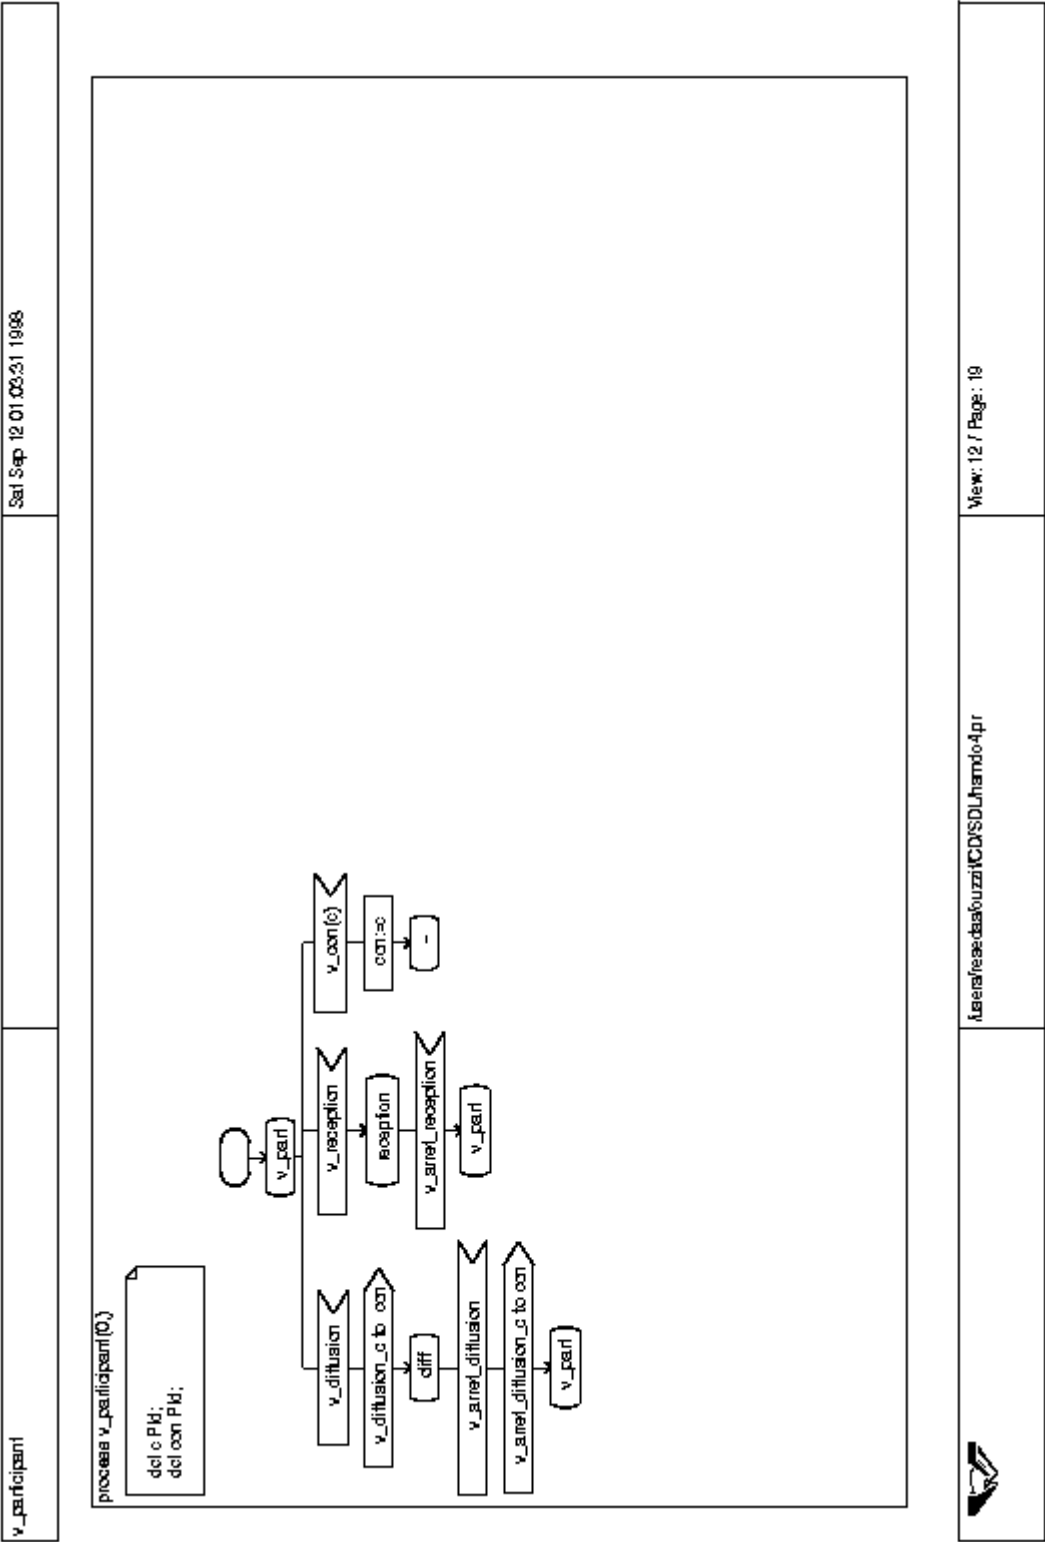 v_participant
Sat Sep 12 01:03:31 1998
process v_participant(0,)
dcl c PId;
dcl con PId;
v_part
v_diffusion
v_reception
v_con(c)
v_diffusion_c to con
reception
con:=c
diff
v_arret_reception
-
v_arret_diffusion
v_part
v_arret_diffusion_c to con
v_part
View: 12 / Page: 19